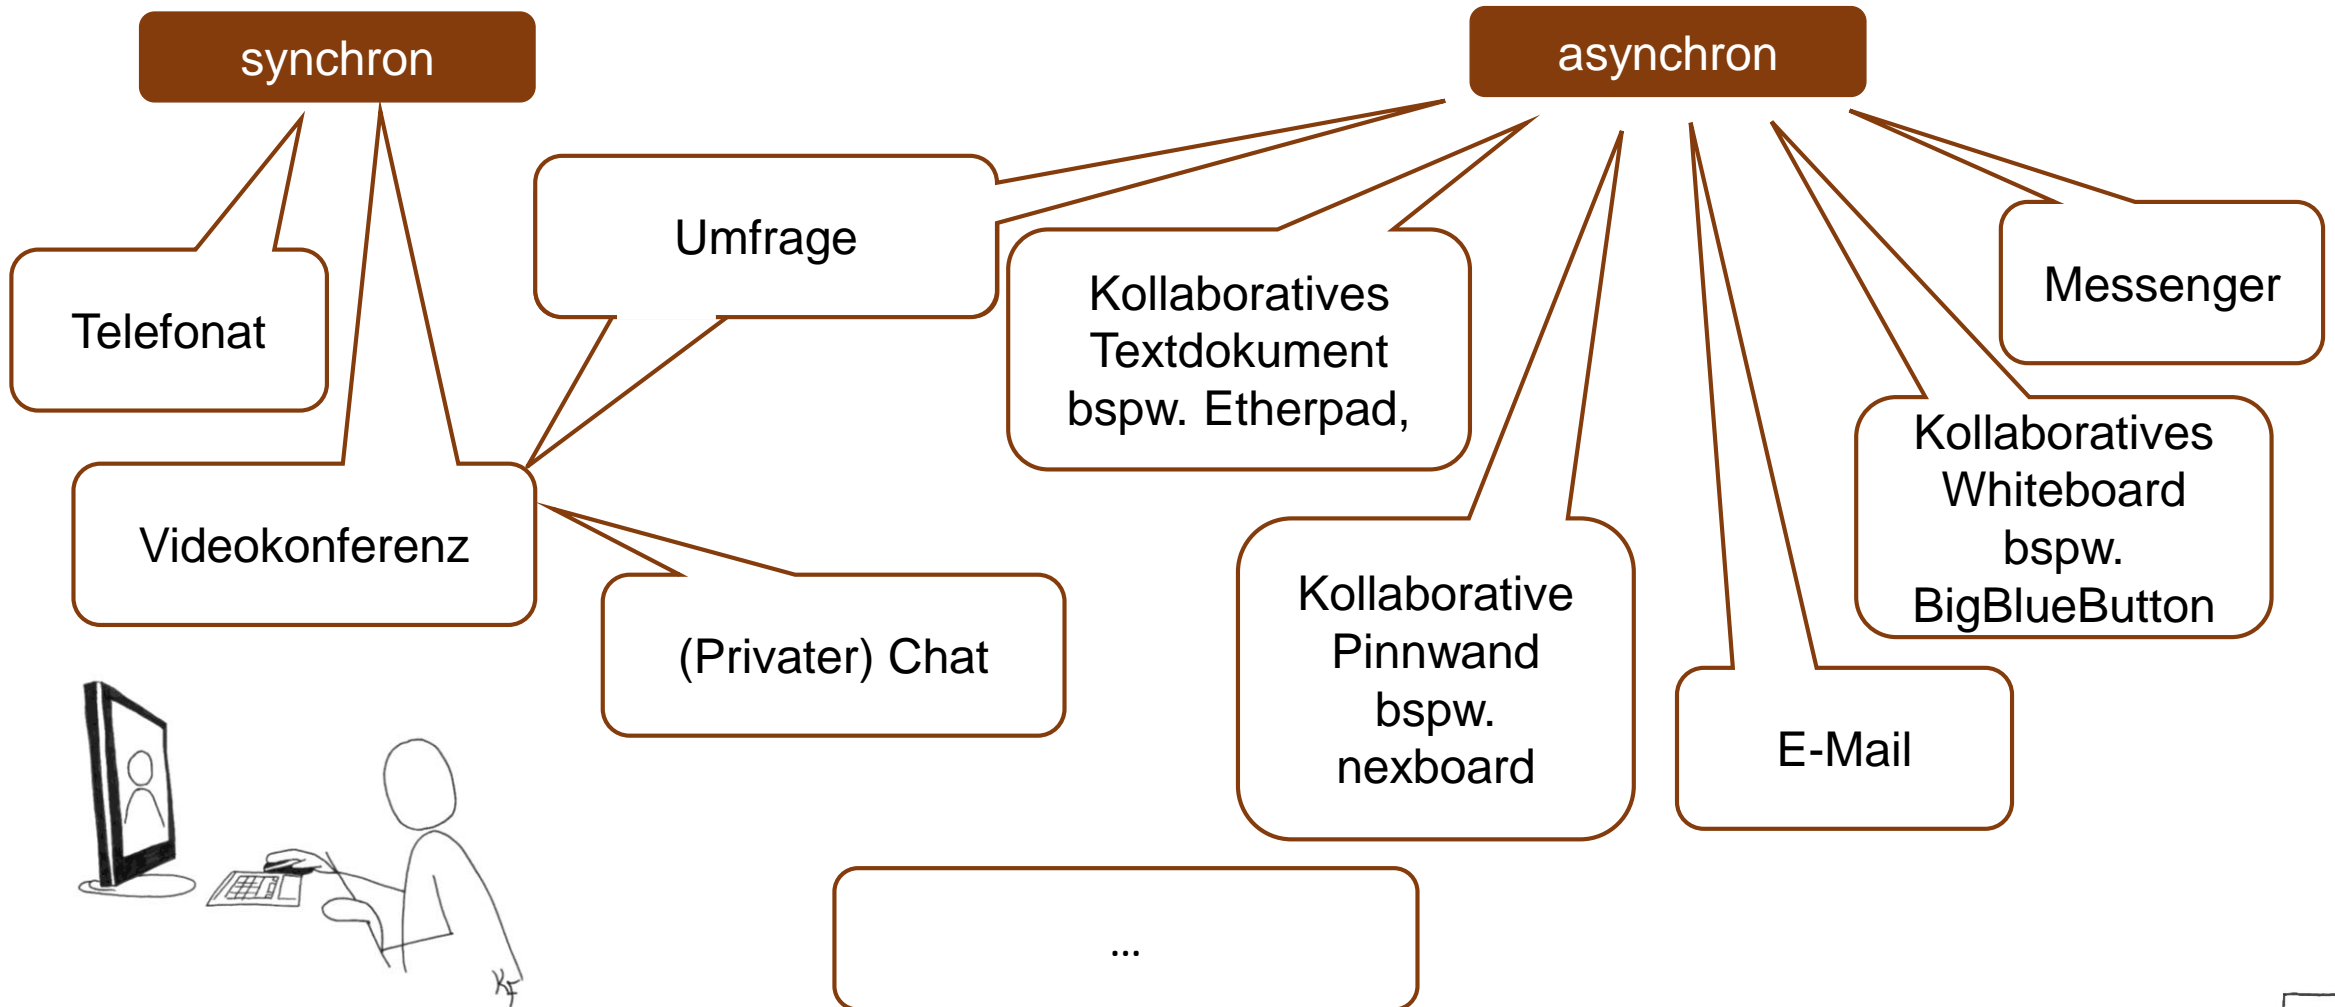 synchron
asynchron
Telefonat
Videokonferenz
Umfrage
(Privater) Chat
Kollaboratives
Textdokument
bspw. Etherpad,
Kollaborative
Pinnwand
bspw.
nexboard
E-Mail
Kollaboratives
Whiteboard
bspw.
BigBlueButton
Messenger
...